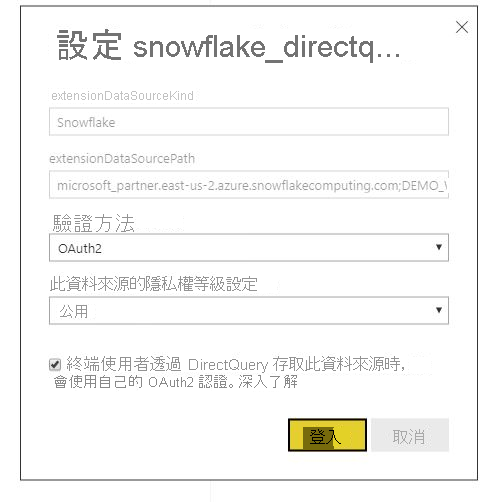 設定 snowflake_directq...
extensionDataSourceKind
Snowflake
extensionDataSourcePath
microsoft_partner.east-us-2.azure.snowflakecomputing.com;DEMO_
驗證方法
OAuth2
此資料來源的隱私權等級設定
公用
終端使用者透過 DirectQuery 存取此資料來源時,
會使用自己的 OAuth2 認證。深入了解
登入
取消